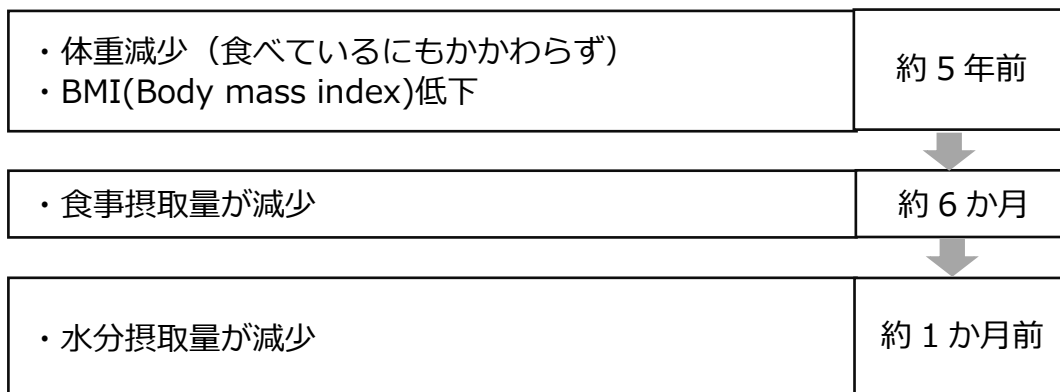 ・体重減少（食べているにもかかわらず）
・BMI(Body mass index)低下
約 5 年前
・食事摂取量が減少
約 6 か月
・水分摂取量が減少
約 1 か月前